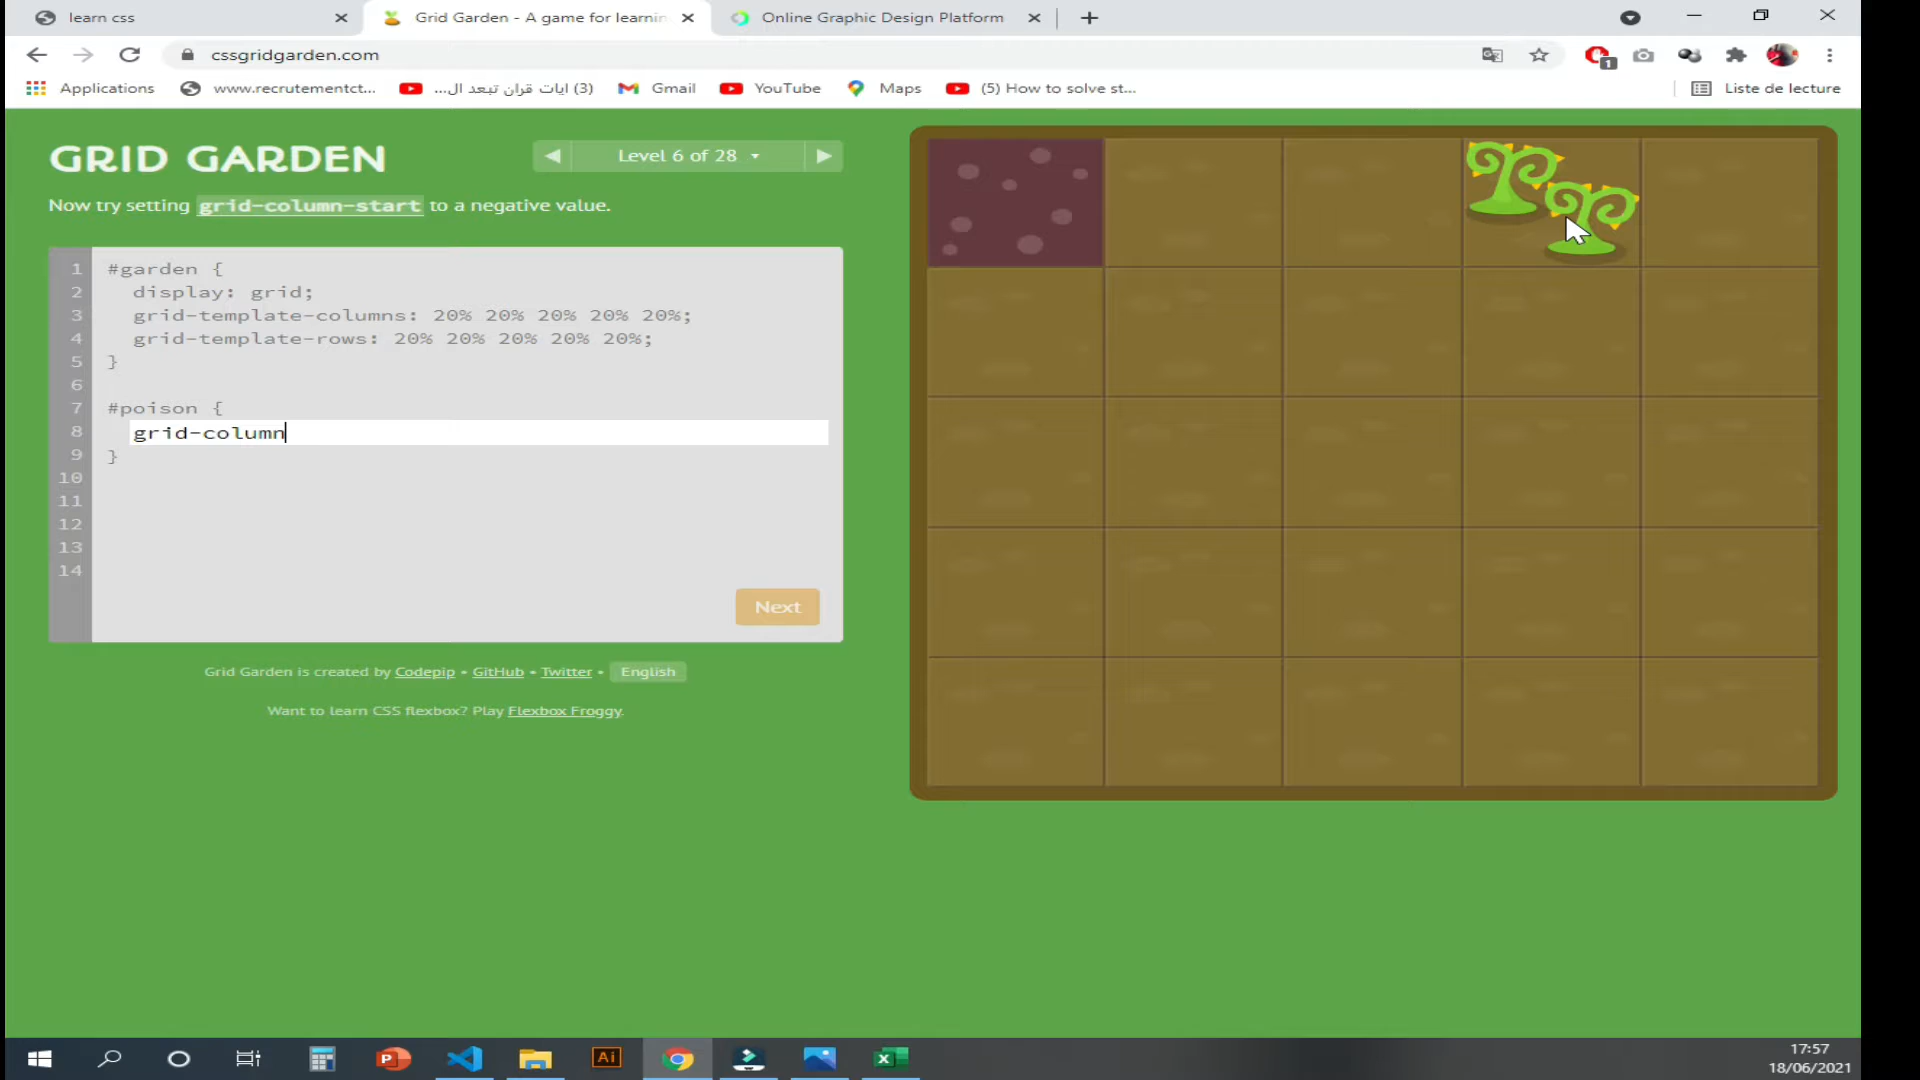 learn css
Grid Garden - A game for learnin
Online Graphic Design Platform
cssgridgarden.com
1
Applications
www.recrutementct...
(3) ايات قران تبعد ال...
Gmail
YouTube
Maps
(5) How to solve st...
Liste de lecture
GRID GARDEN
Level 6 of 28
Now try setting grid-column-start to a negative value.
1 #garden {
2 display: grid;
3 grid-template-columns: 20% 20% 20% 20% 20%;
4 grid-template-rows: 20% 20% 20% 20% 20%;
5 }
6
7 #poison {
8 grid-column
9 }
10
11
12
13
14
Next
Grid Garden is created by Codepip • GitHub • Twitter • English
Want to learn CSS flexbox? Play Flexbox Froggy.
P
Ai
X
17:57
18/06/2021